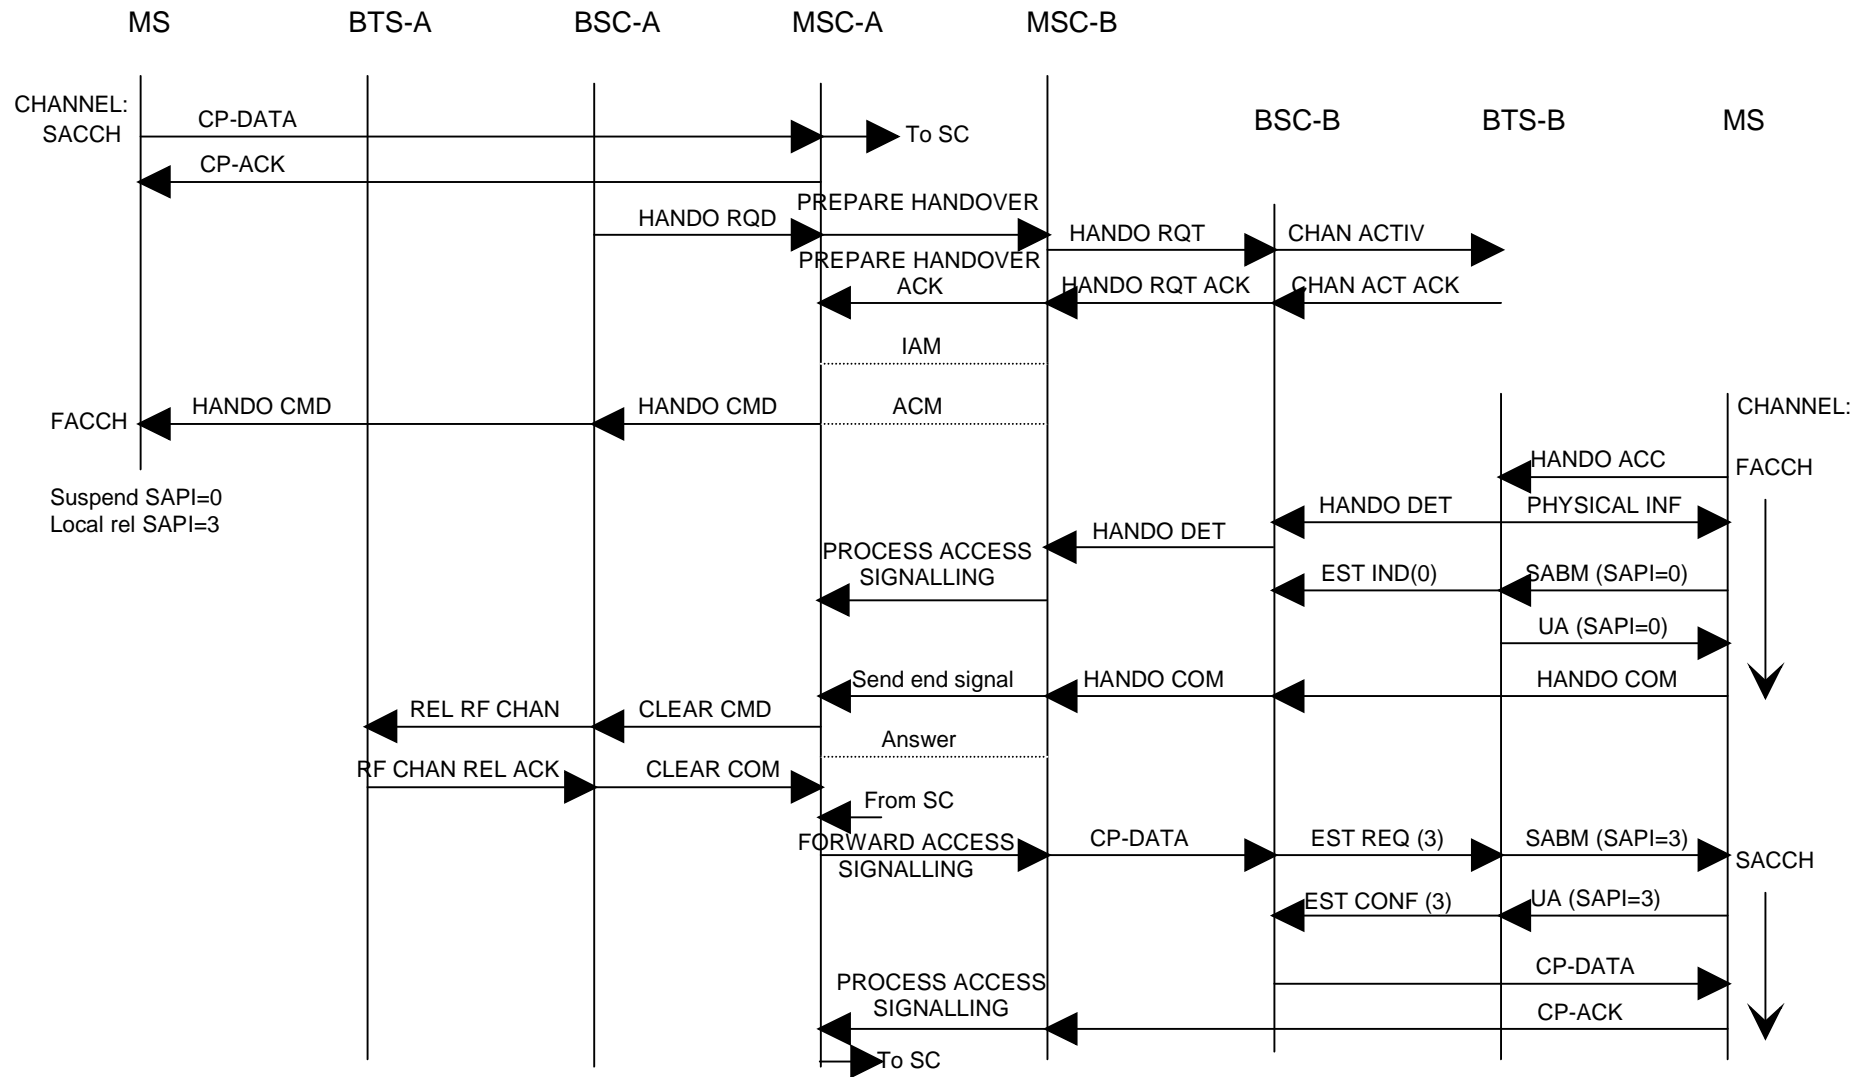 MS
BTS-A
BSC-A
MSC-A
MSC-B
CHANNEL:
SACCH
CP-DATA
To SC
BSC-B
BTS-B
MS
CP-ACK
PREPARE HANDOVER
HANDO RQD
HANDO RQT
CHAN ACTIV
PREPARE HANDOVER
ACK
HANDO RQT ACK
CHAN ACT ACK
IAM
FACCH
HANDO CMD
HANDO CMD
ACM
CHANNEL:
HANDO ACC
FACCH
Suspend SAPI=0
Local rel SAPI=3
HANDO DET
PHYSICAL INF
HANDO DET
PROCESS ACCESS
SIGNALLING
EST IND(0)
SABM (SAPI=0)
UA (SAPI=0)
Send end signal
HANDO COM
HANDO COM
REL RF CHAN
CLEAR CMD
Answer
RF CHAN REL ACK
CLEAR COM
From SC
FORWARD ACCESS
SIGNALLING
CP-DATA
EST REQ (3)
SABM (SAPI=3)
SACCH
EST CONF (3)
UA (SAPI=3)
CP-DATA
PROCESS ACCESS
SIGNALLING
CP-ACK
To SC